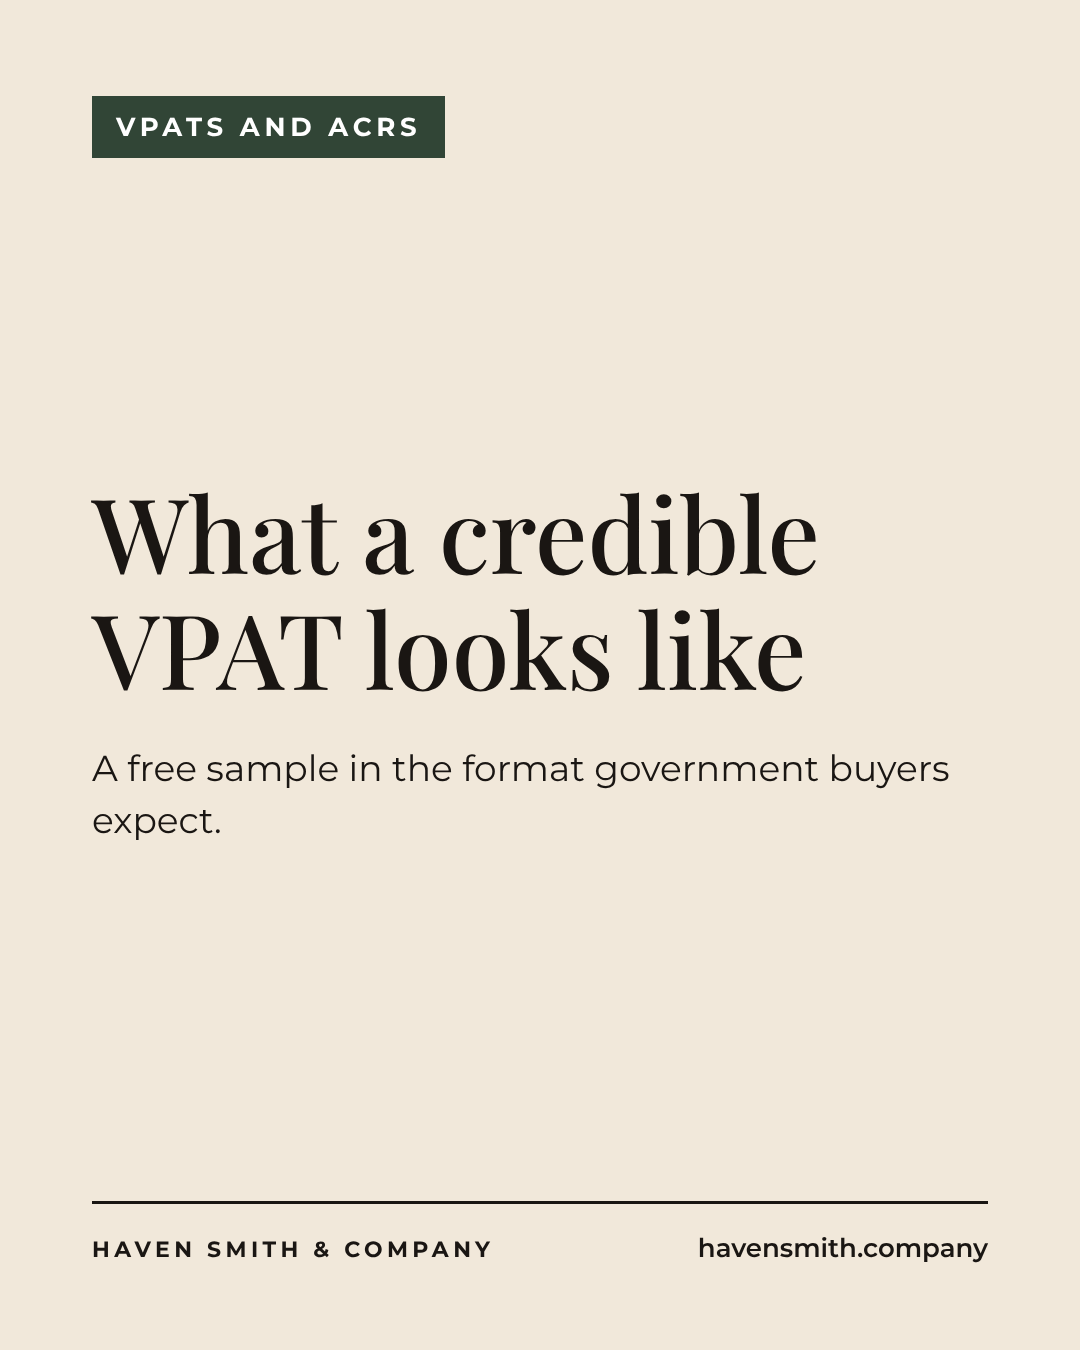 VPATS AND ACRS
What a credible
VPAT looks like
A free sample in the format government buyers
expect.
HAVEN SMITH & COMPANY
havensmith.company